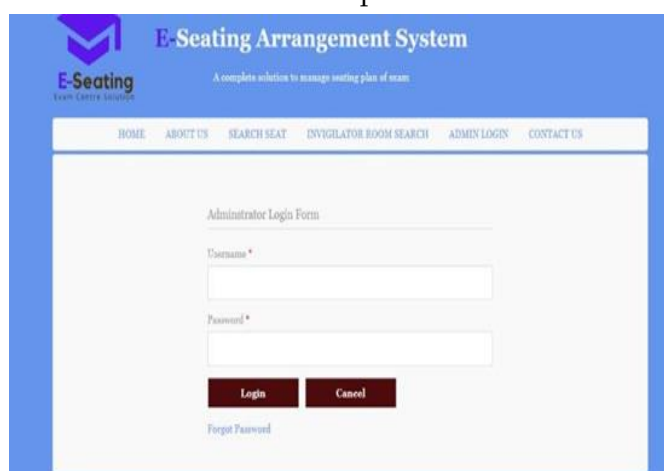 E-Seating Arrangement System
E-Seating
Exam Centre Solution
A complete solution to manage seating plan of exam
HOME ABOUT US SEARCH SEAT INVIGILATOR ROOM SEARCH ADMIN LOGIN CONTACT US
Adminstrator Login Form
Username *
Password *
Login Cancel
Forgot Password